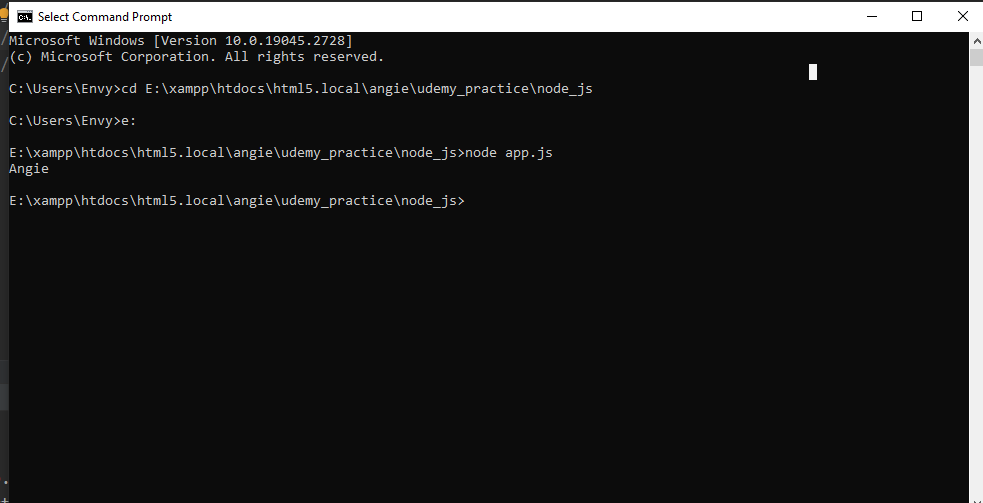 Select Command Prompt
Microsoft Windows [Version 10.0.19045.2728]
(c) Microsoft Corporation. All rights reserved.
C:\Users\Envy>cd E:\xampp\htdocs\html5.local\angie\udemy_practice\node_js
C:\Users\Envy>e:
E:\xampp\htdocs\html5.local\angie\udemy_practice\node_js>node app.js
Angie
E:\xampp\htdocs\html5.local\angie\udemy_practice\node_js>